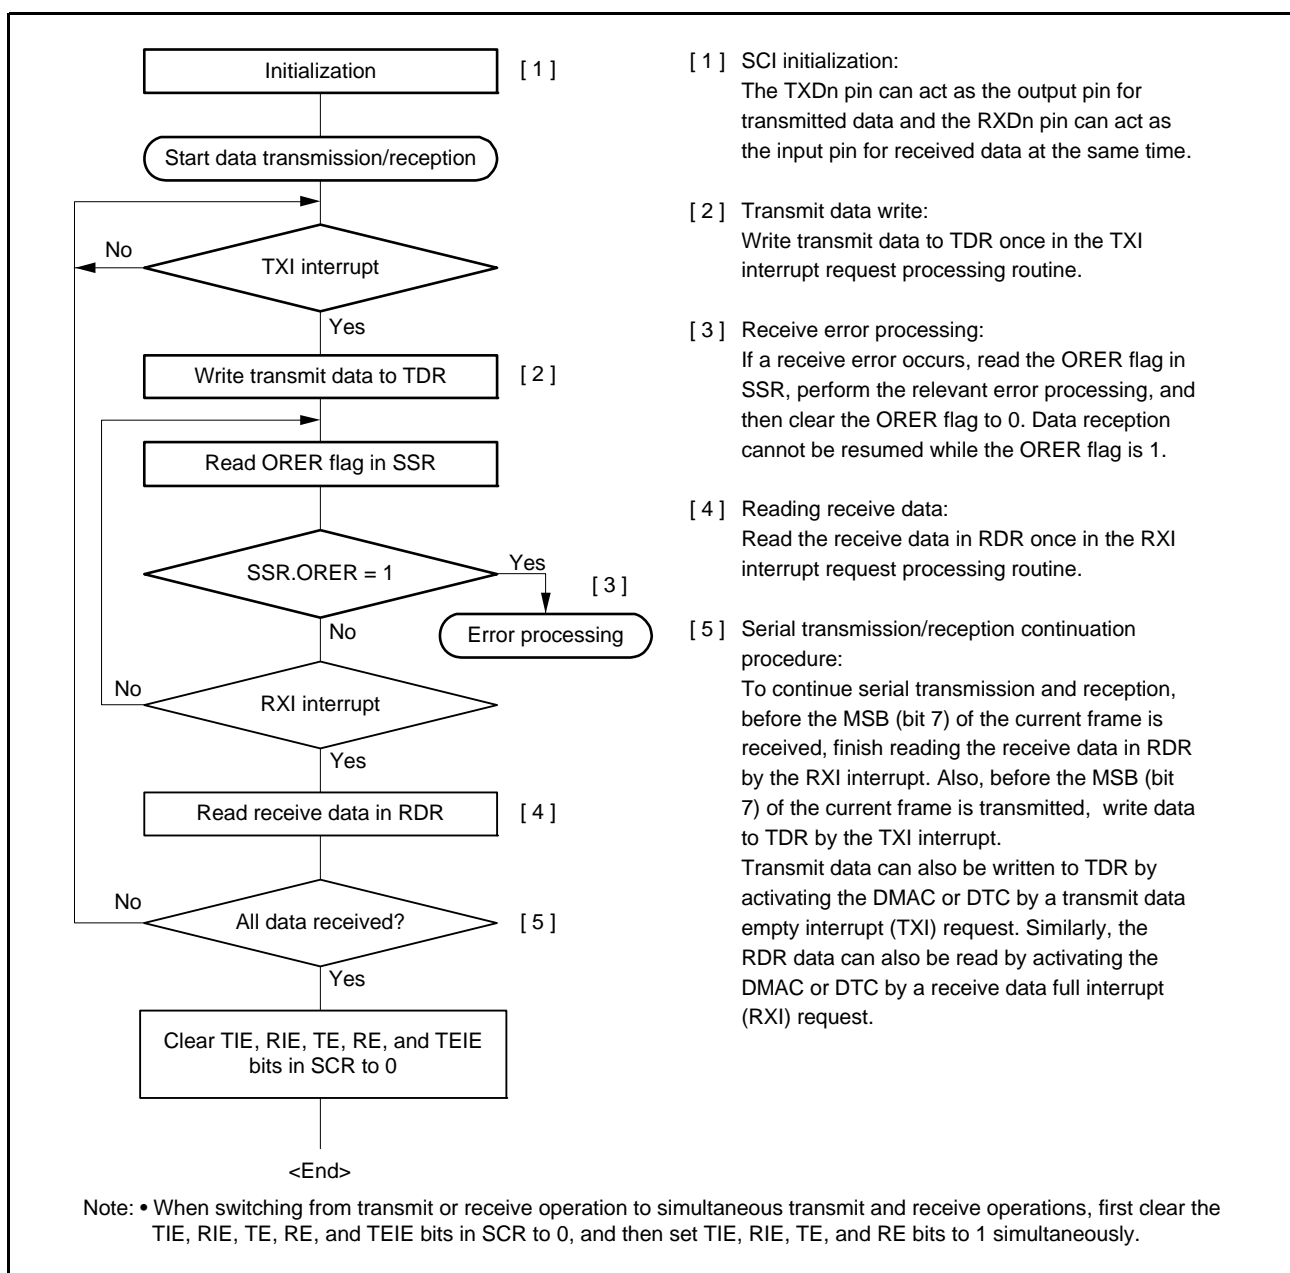 Initialization
[ 1 ]
Start data transmission/reception
No
TXI interrupt
Yes
Write transmit data to TDR
[ 2 ]
Read ORER flag in SSR
SSR.ORER = 1
Yes
[ 3 ]
Error processing
No
No
RXI interrupt
Yes
Read receive data in RDR
[ 4 ]
No
All data received?
[ 5 ]
Yes
Clear TIE, RIE, TE, RE, and TEIE
bits in SCR to 0
<End>
[ 1 ] SCI initialization:
The TXDn pin can act as the output pin for
transmitted data and the RXDn pin can act as
the input pin for received data at the same time.
[ 2 ] Transmit data write:
Write transmit data to TDR once in the TXI
interrupt request processing routine.
[ 3 ] Receive error processing:
If a receive error occurs, read the ORER flag in
SSR, perform the relevant error processing, and
then clear the ORER flag to 0. Data reception
cannot be resumed while the ORER flag is 1.
[ 4 ] Reading receive data:
Read the receive data in RDR once in the RXI
interrupt request processing routine.
[ 5 ] Serial transmission/reception continuation
procedure:
To continue serial transmission and reception,
before the MSB (bit 7) of the current frame is
received, finish reading the receive data in RDR
by the RXI interrupt. Also, before the MSB (bit
7) of the current frame is transmitted, write data
to TDR by the TXI interrupt.
Transmit data can also be written to TDR by
activating the DMAC or DTC by a transmit data
empty interrupt (TXI) request. Similarly, the
RDR data can also be read by activating the
DMAC or DTC by a receive data full interrupt
(RXI) request.
Note: • When switching from transmit or receive operation to simultaneous transmit and receive operations, first clear the
TIE, RIE, TE, RE, and TEIE bits in SCR to 0, and then set TIE, RIE, TE, and RE bits to 1 simultaneously.